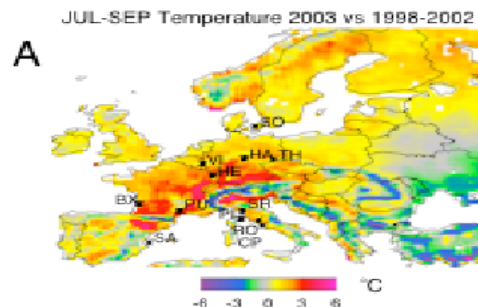 JUL-SEP Temperature 2003 vs 1998-2002
A
SO
VI HA TH
HE
BX PU SR
SA RO
CP
°C
-6 -3 0 3 6